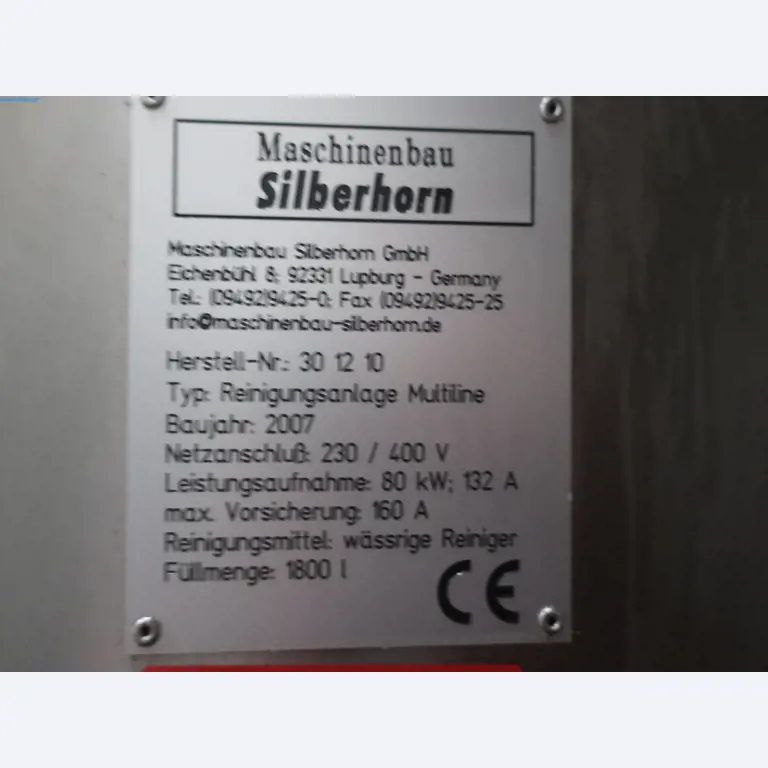 Maschinenbau
Silberhorn
Maschinenbau Silberhorn GmbH
Eichenbühl 8; 92331 Lupburg - Germany
Tel.: (09492)9425-0; Fax (09492)9425-25
info@maschinenbau-silberhorn.de
Herstell-Nr.: 30 12 10
Typ: Reinigungsanlage Multiline
Baujahr: 2007
Netzanschluß: 230 / 400 V
Leistungsaufnahme: 80 kW; 132 A
max. Vorsicherung: 160 A
Reinigungsmittel: wässrige Reiniger
Füllmenge: 1800 l
CE